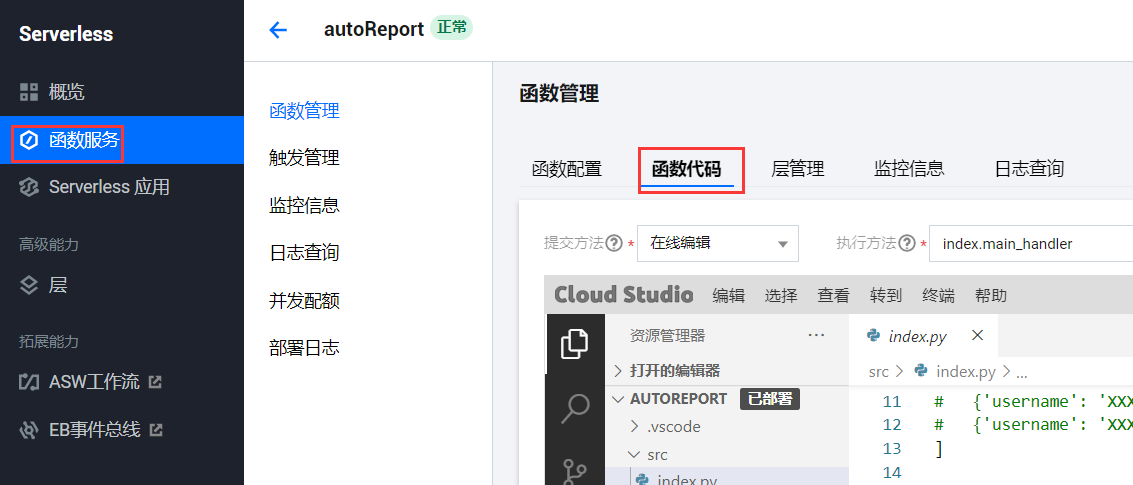 Serverless
概览
函数服务
Serverless 应用
高级能力
层
拓展能力
ASW工作流
EB事件总线
autoReport 正常
函数管理
触发管理
监控信息
日志查询
并发配额
部署日志
函数管理
函数配置 函数代码 层管理 监控信息 日志查询
提交方法 ? * 在线编辑 执行方法 ? * index.main_handler
Cloud Studio 编辑 选择 查看 转到 终端 帮助
资源管理器 ···
打开的编辑器
AUTOREPORT 已部署
.vscode
src
index.py
index.py ×
src > index.py > ...
11 # {'username': 'XXX
12 # {'username': 'XXX
13 ]
14